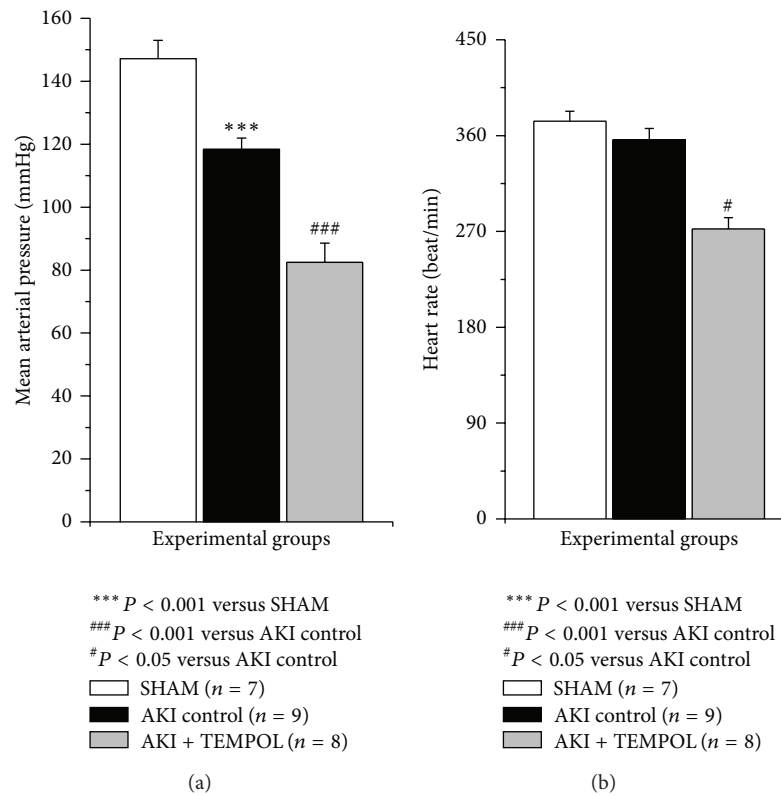 160
140
120
100
80
60
40
20
0
Mean arterial pressure (mmHg)
***
###
Experimental groups
*** P < 0.001 versus SHAM
### P < 0.001 versus AKI control
# P < 0.05 versus AKI control
SHAM (n = 7)
AKI control (n = 9)
AKI + TEMPOL (n = 8)
(a)
450
360
270
180
90
0
Heart rate (beat/min)
#
Experimental groups
*** P < 0.001 versus SHAM
### P < 0.001 versus AKI control
# P < 0.05 versus AKI control
SHAM (n = 7)
AKI control (n = 9)
AKI + TEMPOL (n = 8)
(b)